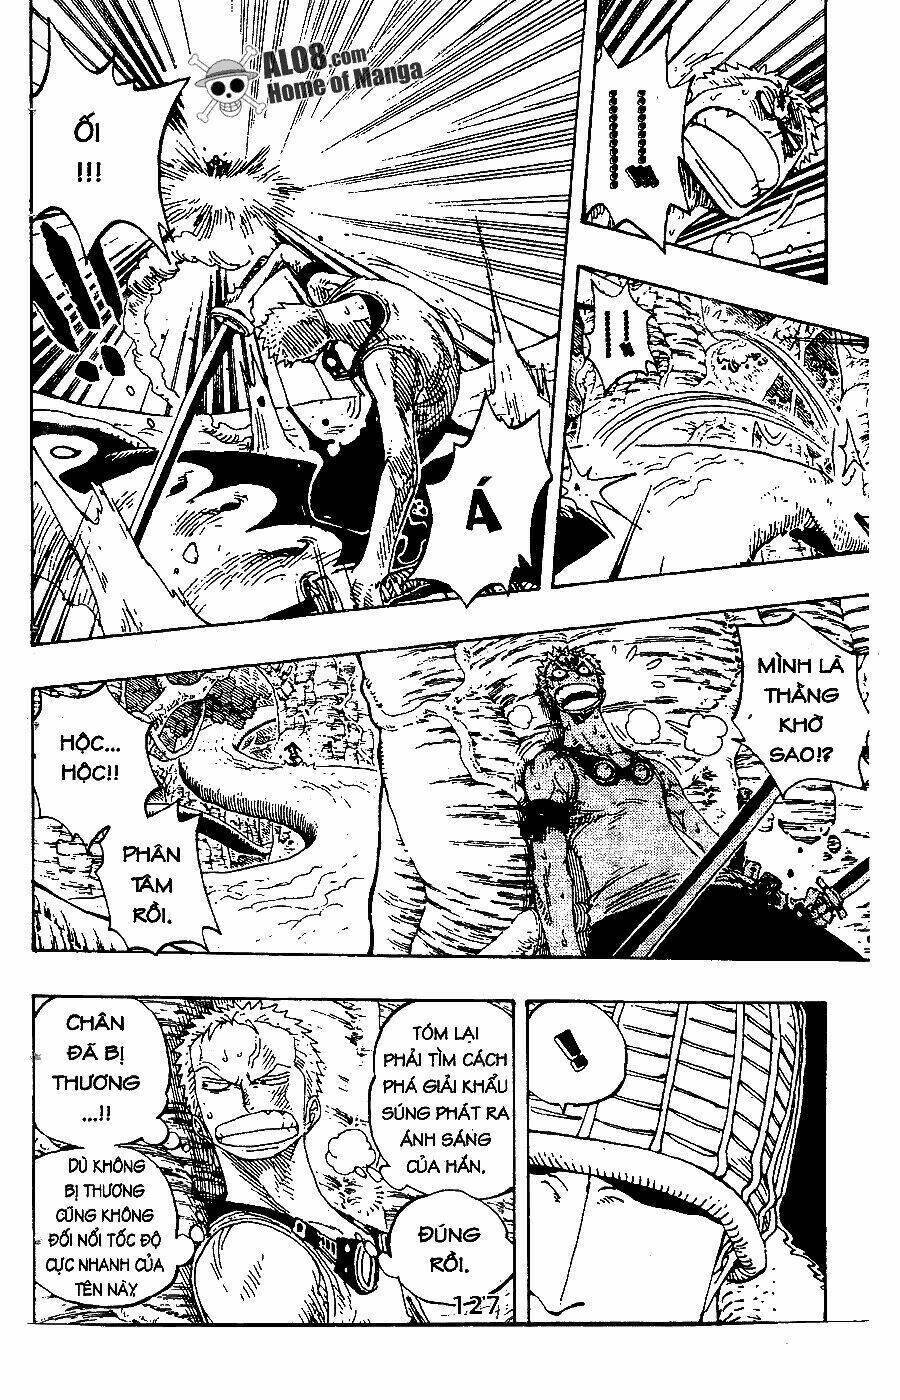 AL08.com
Home of Manga
ỐI
!!!
Á
MÌNH LÀ
THẰNG
KHỜ
SAO!?
HỘC...
HỘC!!
PHÂN
TÂM
RỒI.
!
TÓM LẠI
PHẢI TÌM CÁCH
PHÁ GIẢI KHẨU
SÚNG PHÁT RA
ÁNH SÁNG
CỦA HẮN.
ĐÚNG
RỒI.
CHÂN
ĐÃ BỊ
THƯƠNG
...!!
DÙ KHÔNG
BỊ THƯƠNG
CŨNG KHÔNG
ĐỐI NỔI TỐC ĐỘ
CỰC NHANH CỦA
TÊN NÀY
127